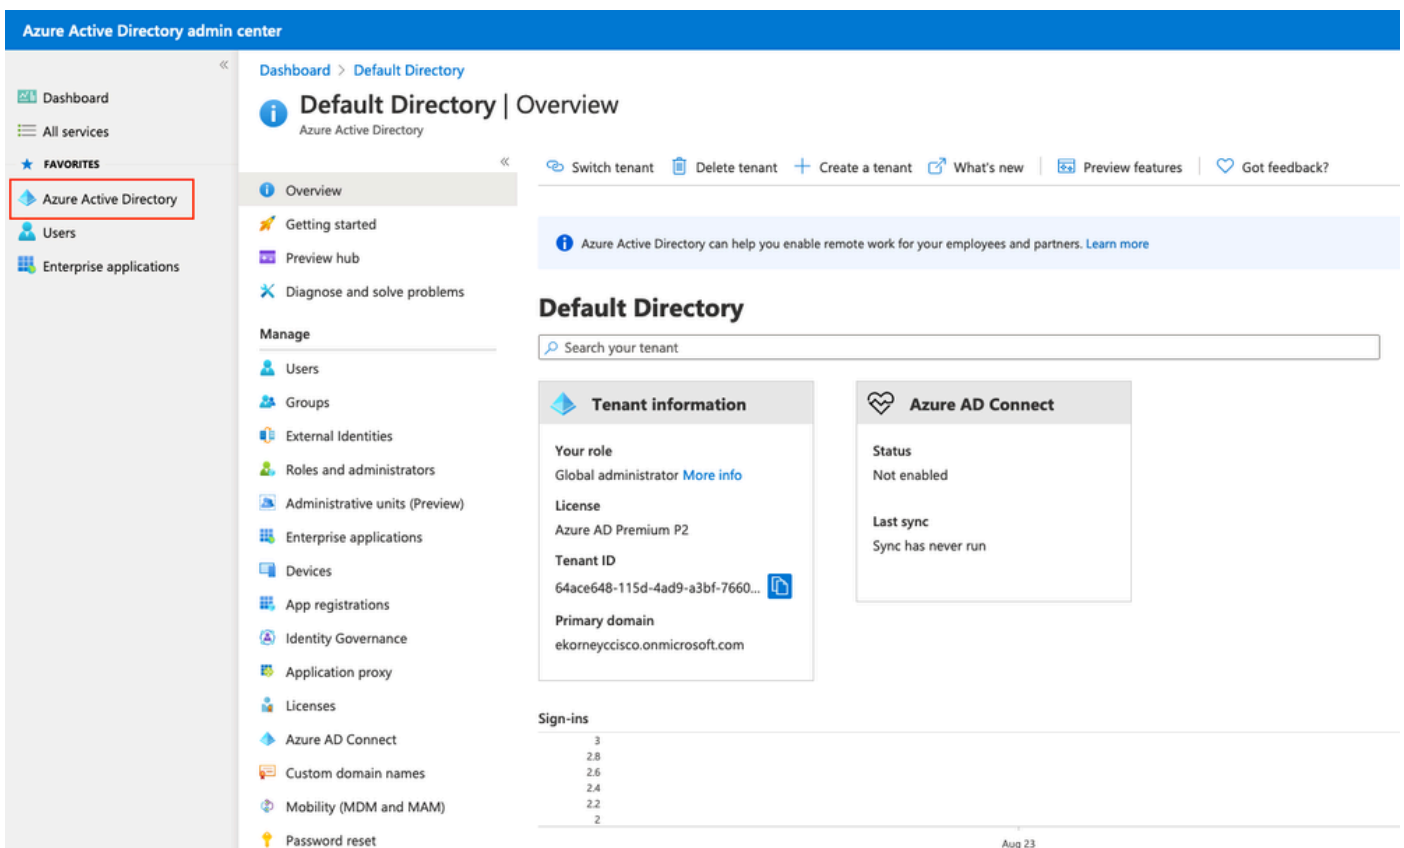 Azure Active Directory admin center
«
Dashboard
All services
FAVORITES
Azure Active Directory
Users
Enterprise applications
Dashboard > Default Directory
Default Directory | Overview
Azure Active Directory
«
Overview
Getting started
Preview hub
Diagnose and solve problems
Manage
Users
Groups
External Identities
Roles and administrators
Administrative units (Preview)
Enterprise applications
Devices
App registrations
Identity Governance
Application proxy
Licenses
Azure AD Connect
Custom domain names
Mobility (MDM and MAM)
Password reset
Switch tenant Delete tenant Create a tenant What's new Preview features Got feedback?
Azure Active Directory can help you enable remote work for your employees and partners. Learn more
Default Directory
Search your tenant
Tenant information
Your role
Global administrator More info
License
Azure AD Premium P2
Tenant ID
64ace648-115d-4ad9-a3bf-7660...
Primary domain
ekorneyccisco.onmicrosoft.com
Azure AD Connect
Status
Not enabled
Last sync
Sync has never run
Sign-ins
3
2.8
2.6
2.4
2.2
2
Aug 23